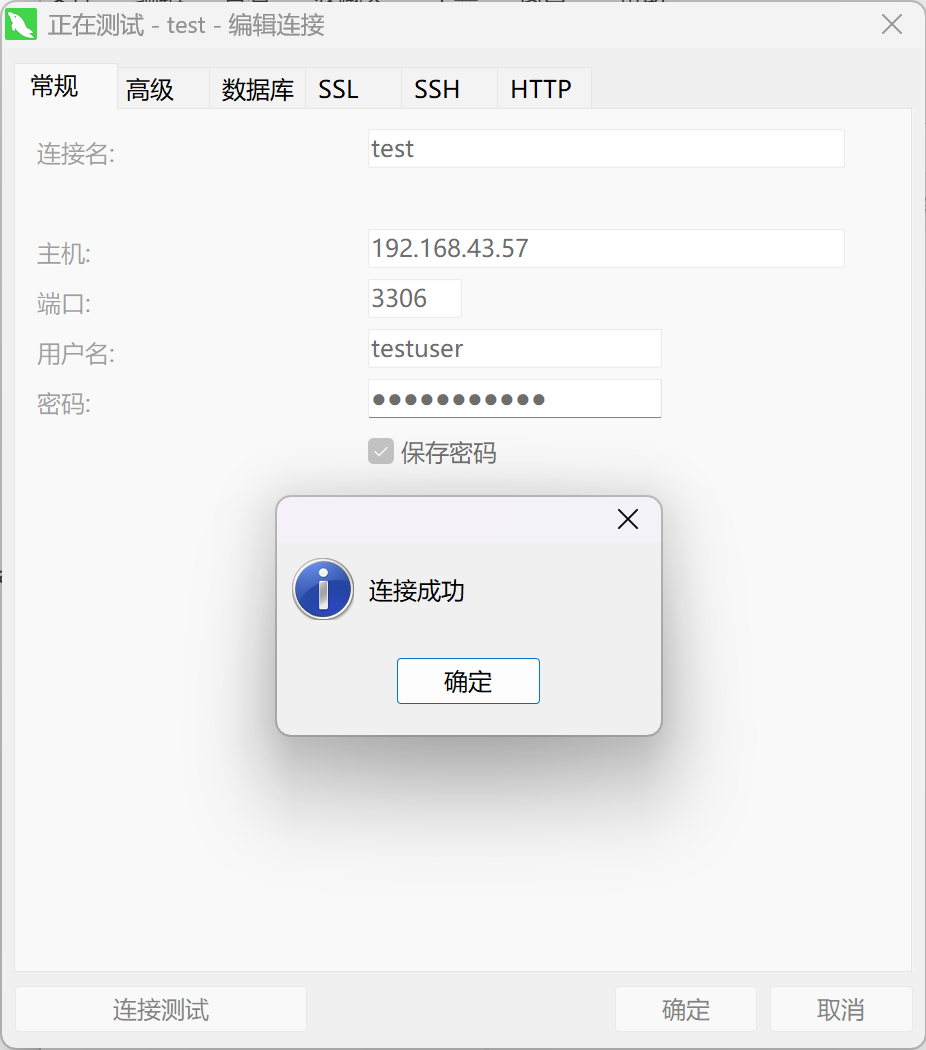 正在测试 - test - 编辑连接
常规 高级 数据库 SSL SSH HTTP
连接名: test
主机: 192.168.43.57
端口: 3306
用户名: testuser
密码: ●●●●●●●●●●●
保存密码
连接成功
确定
连接测试 确定 取消